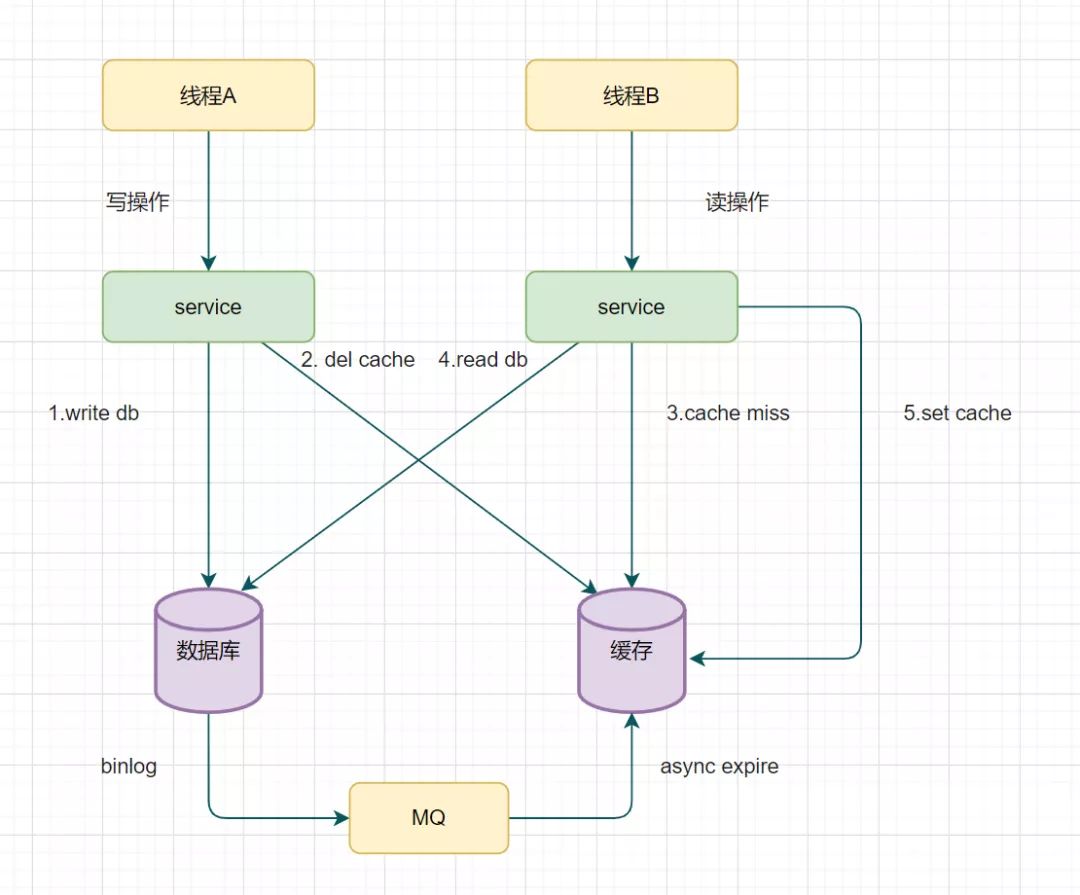 线程A
线程B
写操作
读操作
service
service
2. del cache
4.read db
1.write db
3.cache miss
5.set cache
数据库
缓存
binlog
async expire
MQ